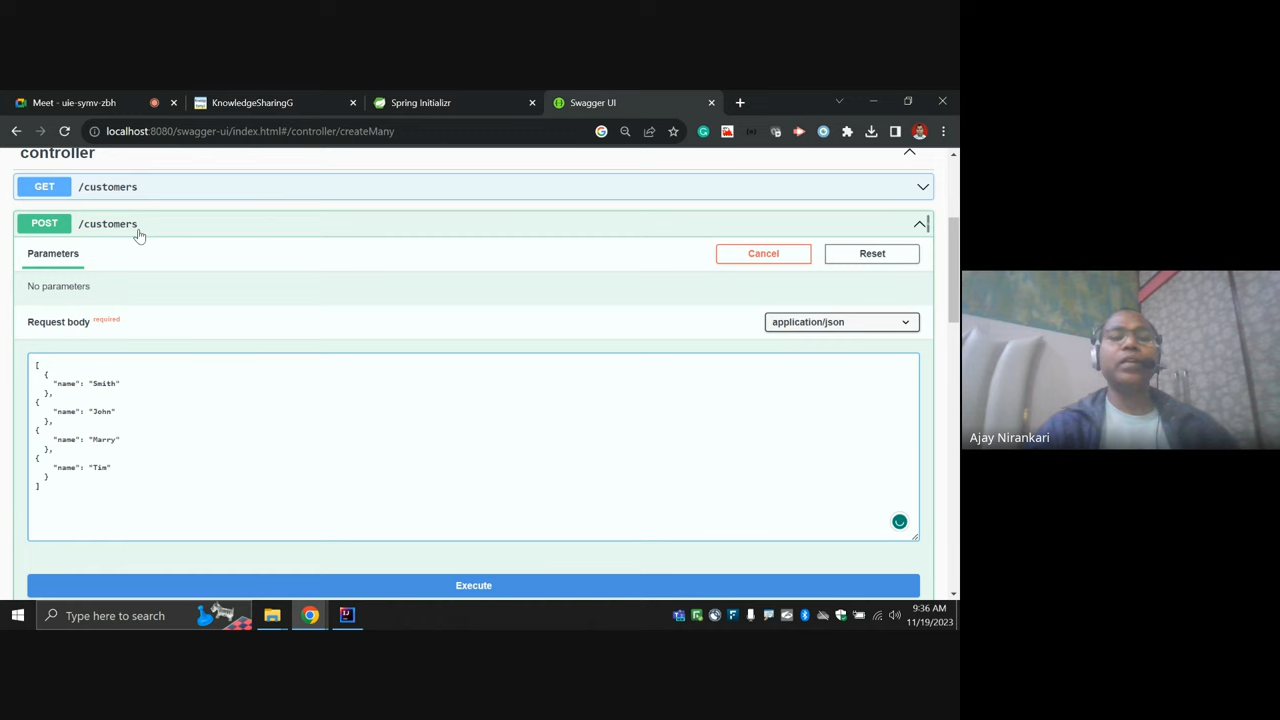 Meet - uie-symv-zbh
KnowledgeSharingG
Spring Initializr
Swagger UI
localhost:8080/swagger-ui/index.html#/controller/createMany
controller
GET /customers
POST /customers
Parameters
Cancel
Reset
No parameters
Request body required
application/json
[
{
"name": "Smith"
},
{
"name": "John"
},
{
"name": "Marry"
},
{
"name": "Tim"
}
]
Execute
Ajay Nirankari
Type here to search
9:36 AM
11/19/2023